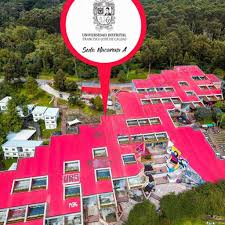 UNIVERSIDAD DISTRITAL
FRANCISCO JOSÉ DE CALDAS
Sede Macarena A